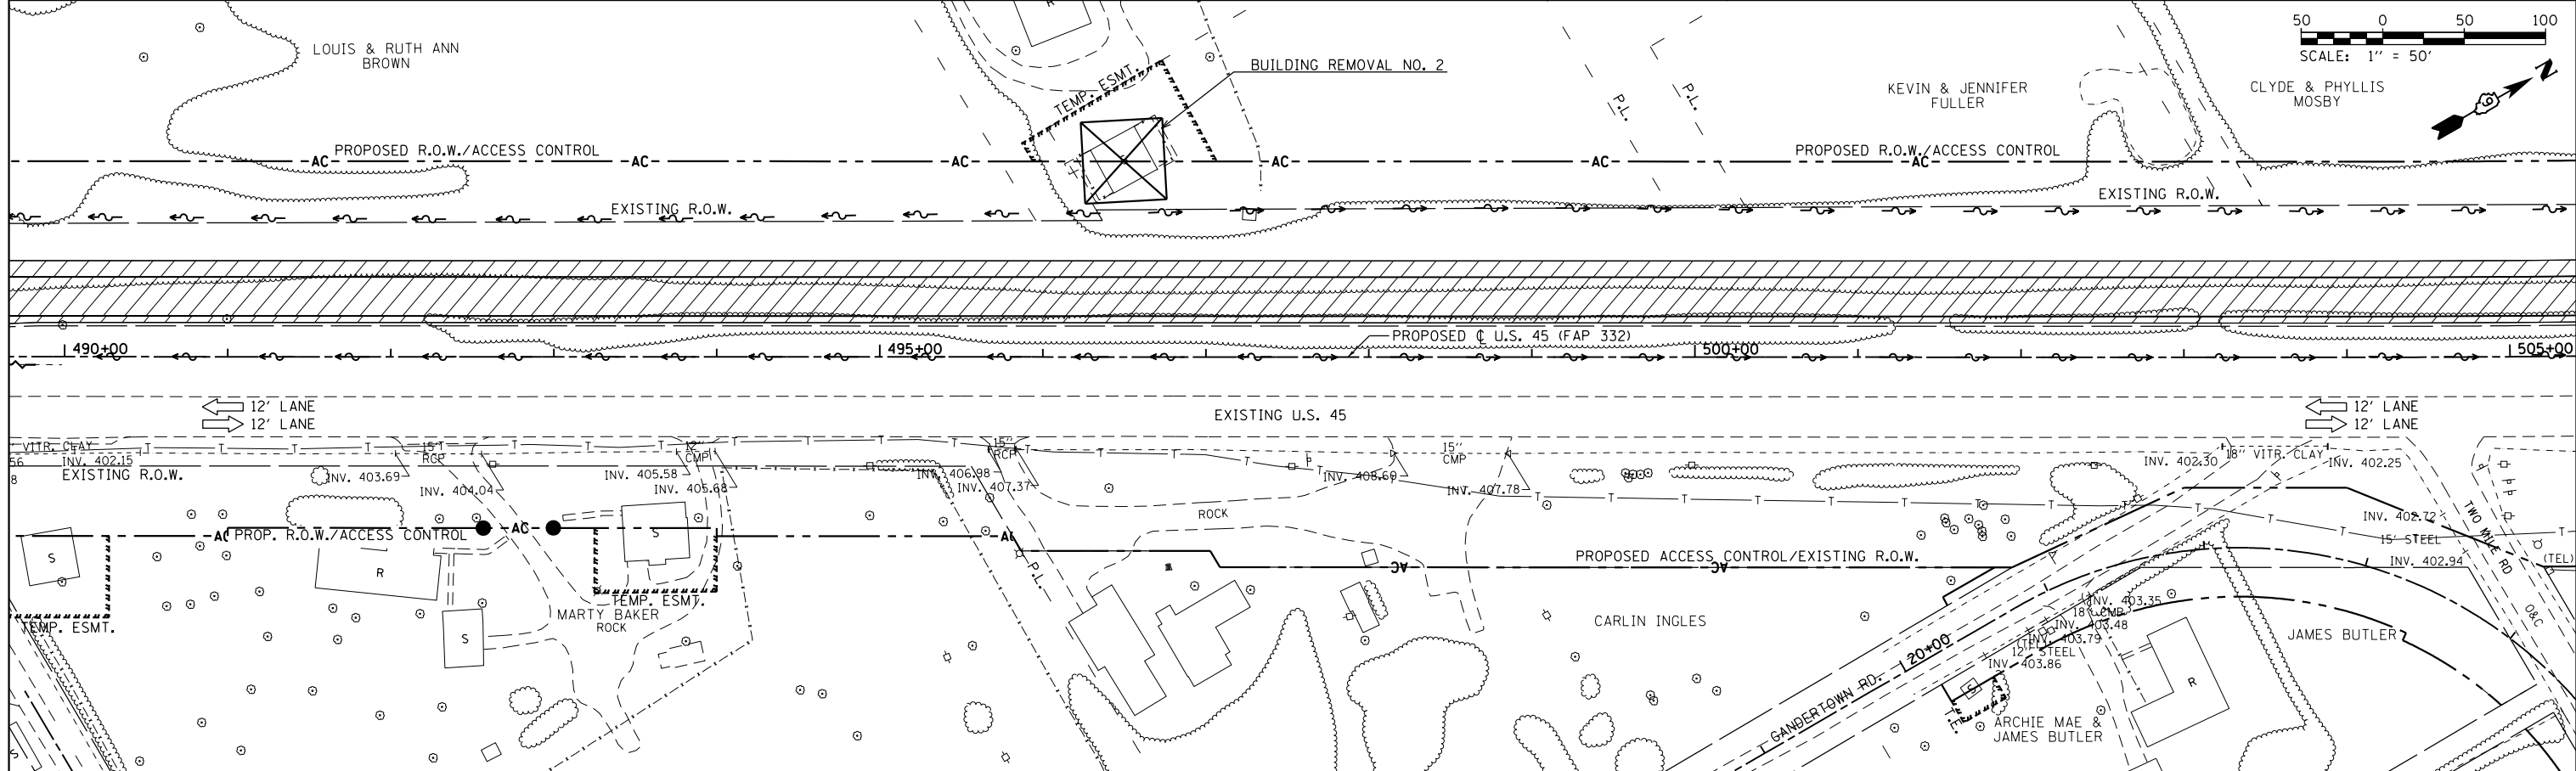 50 0 50 100
SCALE: 1" = 50'
N
LOUIS & RUTH ANN
BROWN
R
TEMP. ESMT.
BUILDING REMOVAL NO. 2
P.L.
P.L.
KEVIN & JENNIFER
FULLER
CLYDE & PHYLLIS
MOSBY
PROPOSED R.O.W./ACCESS CONTROL
AC AC AC AC AC AC
PROPOSED R.O.W./ACCESS CONTROL
EXISTING R.O.W.
EXISTING R.O.W.
PROPOSED ℄ U.S. 45 (FAP 332)
490+00
495+00
500+00
505+00
12' LANE
12' LANE
EXISTING U.S. 45
12' LANE
12' LANE
VITR. CLAY
56
8
INV. 402.15
EXISTING R.O.W.
15"
RCP
INV. 403.69
INV. 404.04
12"
CMP
INV. 405.58
INV. 405.68
15"
RCP
INV. 406.98
INV. 407.37
15"
CMP
INV. 408.69
INV. 407.78
INV. 402.30
18" VITR. CLAY
INV. 402.25
ROCK
AC PROP. R.O.W./ACCESS CONTROL
AC
AC
S
R
S
S
TEMP. ESMT.
TEMP. ESMT.
MARTY BAKER
ROCK
P.L.
PROPOSED ACCESS CONTROL/EXISTING R.O.W.
AC
AC
CARLIN INGLES
INV. 402.72
15" STEEL
INV. 402.94
TWO MILE RD
O&C
(TEL)
INV. 403.35
18" CMP
INV. 403.48
INV. 403.79
12" STEEL
INV. 403.86
20+00
GANDERTOWN RD.
S
T.E.
R
JAMES BUTLER
ARCHIE MAE &
JAMES BUTLER
S